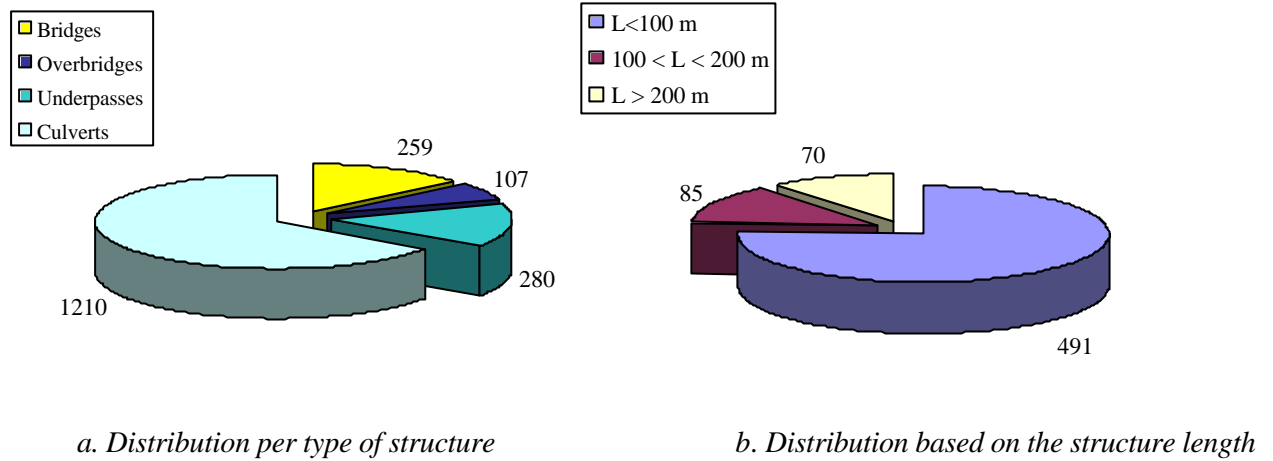 Bridges
Overbridges
Underpasses
Culverts
259
107
280
1210
L<100 m
100 < L < 200 m
L > 200 m
70
85
491
a. Distribution per type of structure
b. Distribution based on the structure length